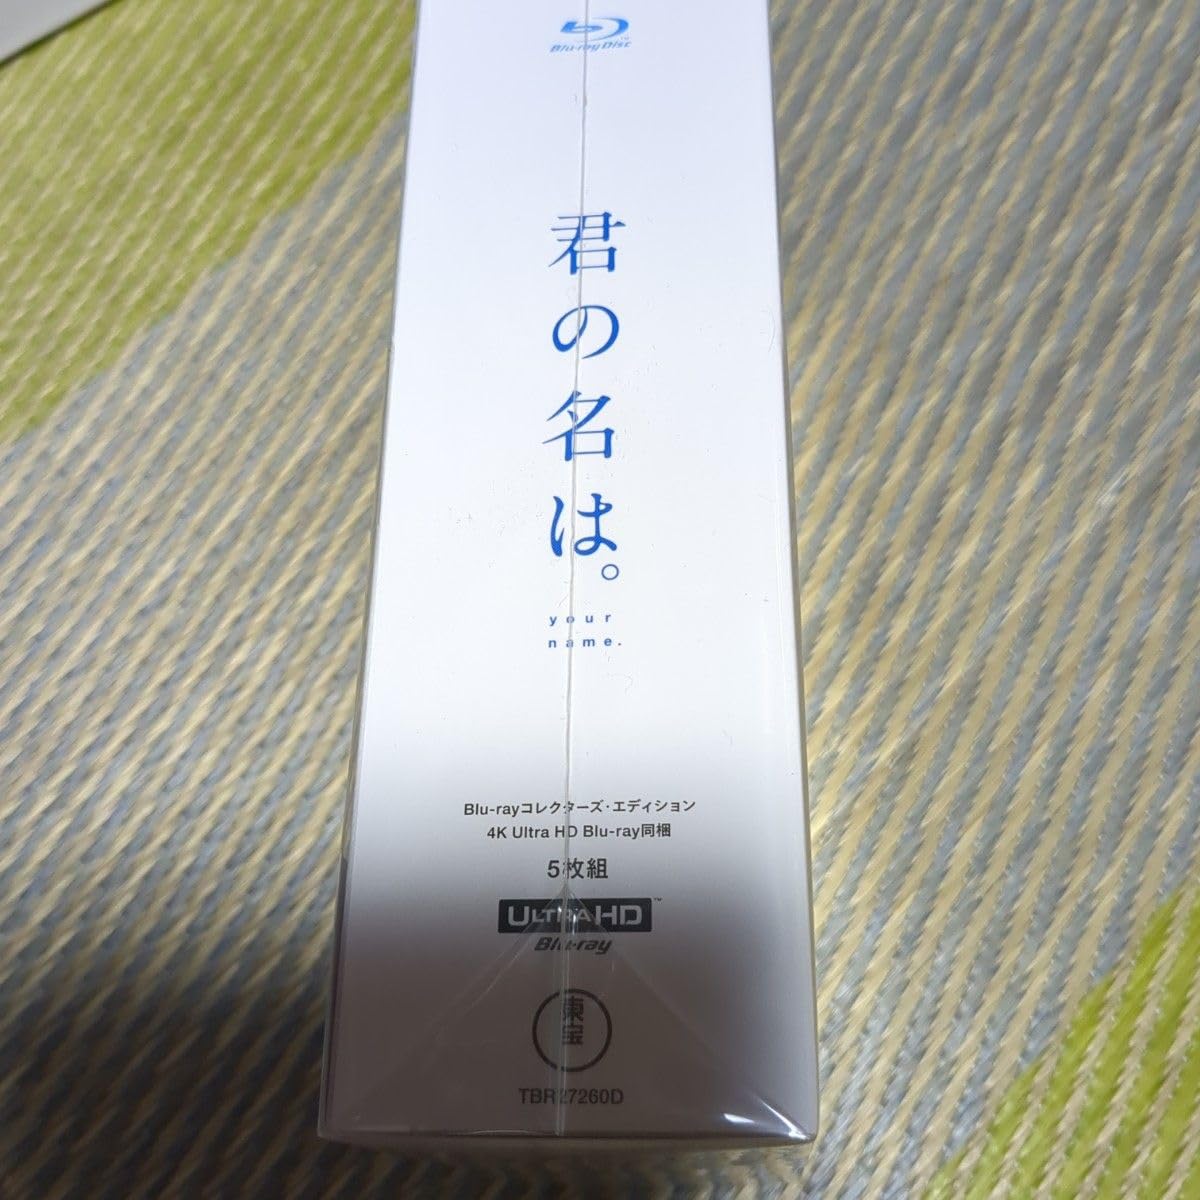 Blu-ray Disc
君の名は。
your
name.
Blu-rayコレクターズ・エディション
4K Ultra HD Blu-ray同梱
5枚組
ULTRA HD™
Blu-ray
東宝
TBR27260D